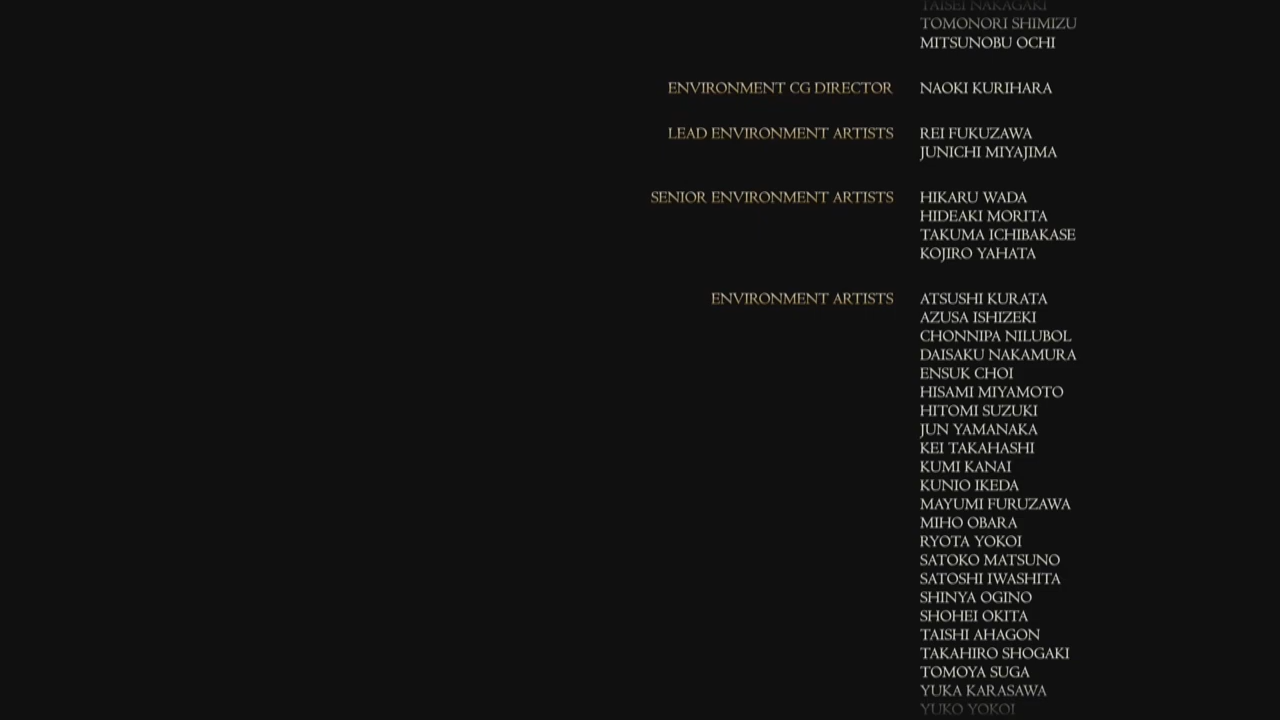 TAISEI NAKAGAKI
TOMONORI SHIMIZU
MITSUNOBU OCHI
ENVIRONMENT CG DIRECTOR NAOKI KURIHARA
LEAD ENVIRONMENT ARTISTS REI FUKUZAWA
JUNICHI MIYAJIMA
SENIOR ENVIRONMENT ARTISTS HIKARU WADA
HIDEAKI MORITA
TAKUMA ICHIBAKASE
KOJIRO YAHATA
ENVIRONMENT ARTISTS ATSUSHI KURATA
AZUSA ISHIZEKI
CHONNIPA NILUBOL
DAISAKU NAKAMURA
ENSUK CHOI
HISAMI MIYAMOTO
HITOMI SUZUKI
JUN YAMANAKA
KEI TAKAHASHI
KUMI KANAI
KUNIO IKEDA
MAYUMI FURUZAWA
MIHO OBARA
RYOTA YOKOI
SATOKO MATSUNO
SATOSHI IWASHITA
SHINYA OGINO
SHOHEI OKITA
TAISHI AHAGON
TAKAHIRO SHOGAKI
TOMOYA SUGA
YUKA KARASAWA
YUKO YOKOI